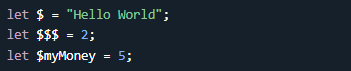 let $ = "Hello World";
let $$$ = 2;
let $myMoney = 5;